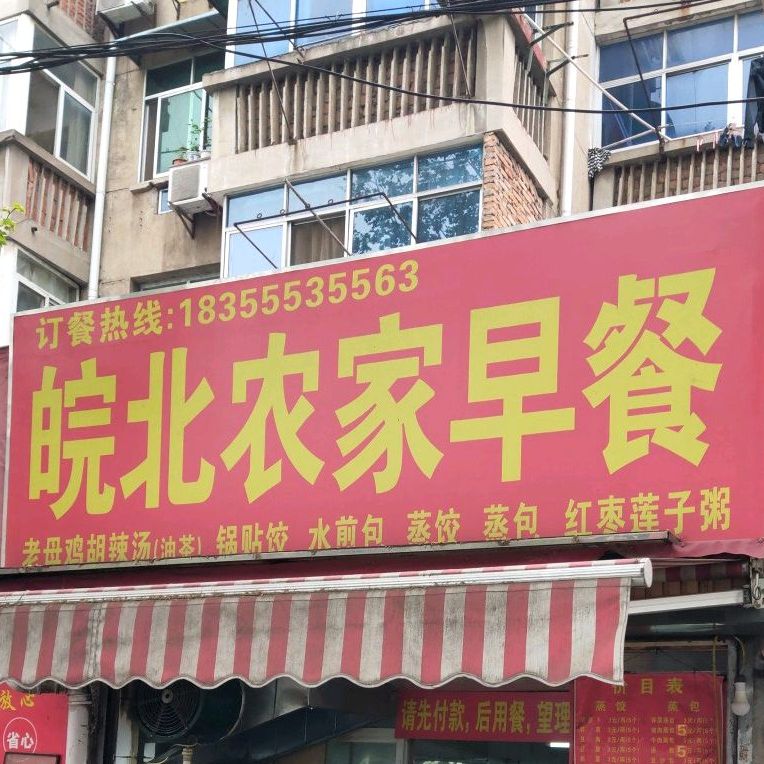 订餐热线:18355535563
皖北农家早餐
老母鸡胡辣汤(油茶) 锅贴饺 水煎包 蒸饺 蒸包 红枣莲子粥
放心
省心
请先付款,后用餐,望理
价目表
蒸饺 蒸包